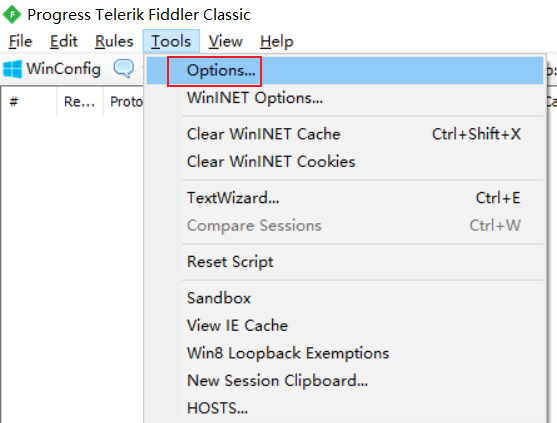 Progress Telerik Fiddler Classic
File Edit Rules Tools View Help
WinConfig
# Re... Proto
Options...
WinINET Options...
Clear WinINET Cache Ctrl+Shift+X
Clear WinINET Cookies
TextWizard... Ctrl+E
Compare Sessions Ctrl+W
Reset Script
Sandbox
View IE Cache
Win8 Loopback Exemptions
New Session Clipboard...
HOSTS...